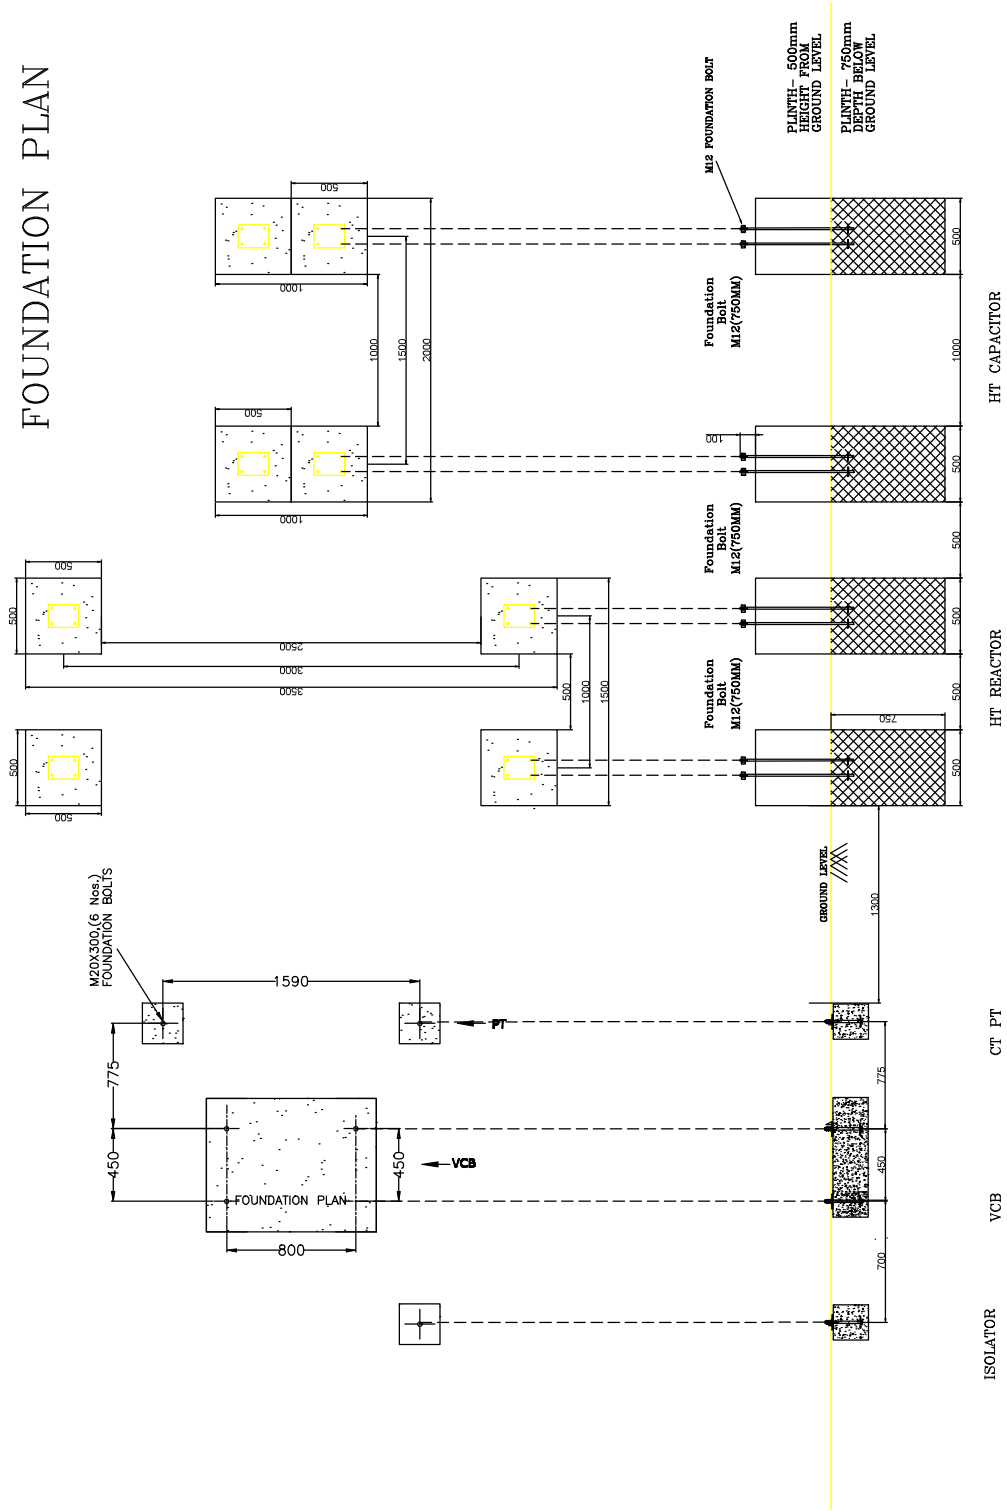 FOUNDATION PLAN
PLINTH- 500mm
HEIGHT FROM
GROUND LEVEL
PLINTH- 750mm
DEPTH BELOW
GROUND LEVEL
M12 FOUNDATION BOLT
500
1000
1000
1500
2000
500
1000
Foundation
Bolt
M12(750MM)
100
500
1000
500
HT CAPACITOR
500
500
2500
3000
3500
500
500
500
1000
1500
Foundation
Bolt
M12(750MM)
Foundation
Bolt
M12(750MM)
500
500
500
500
750
HT REACTOR
GROUND LEVEL
1300
M20X300,(6 Nos.)
FOUNDATION BOLTS
1590
PT
775
775
CT PT
450
450
VCB
FOUNDATION PLAN
800
450
VCB
700
ISOLATOR